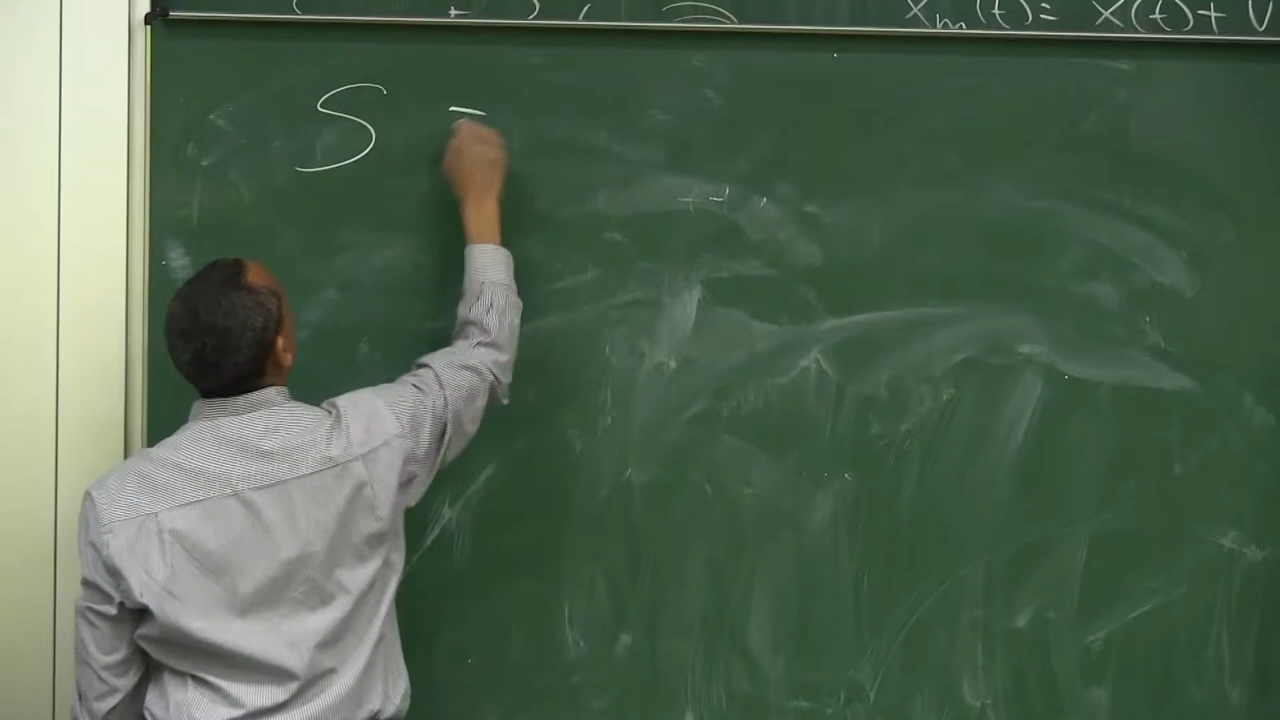 Xm(t) = X(t) + V
S =